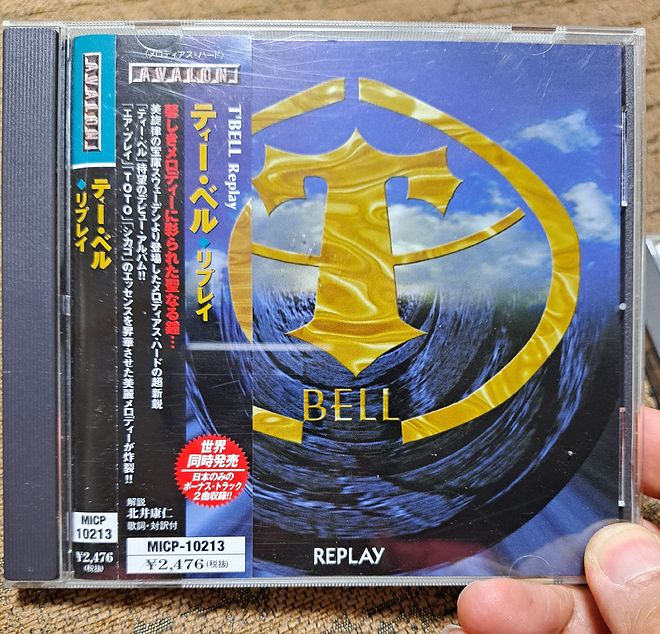 AVALON
ティー・ベル
◆リプレイ
MICP
10213
¥2,476
(税抜)
〈メロディアス・ハード〉
AVALON
T'BELL Replay
ティー・ベル◆リプレイ
麗しきメロディーに彩られた聖なる鐘…
美旋律の宝庫スウェーデンより登場したメロディアス・ハードの超新鋭
「ティー・ベル」待望のデビュー・アルバム!!
「エア・プレイ」「TOTO」「シカゴ」のエッセンスを昇華させた美麗メロディーが炸裂!!
世界
同時発売
日本のみの
ボーナス・トラック
2曲収録!!
解説
北井康仁
歌詞・対訳付
MICP-10213
¥2,476(税抜)
T
BELL
REPLAY